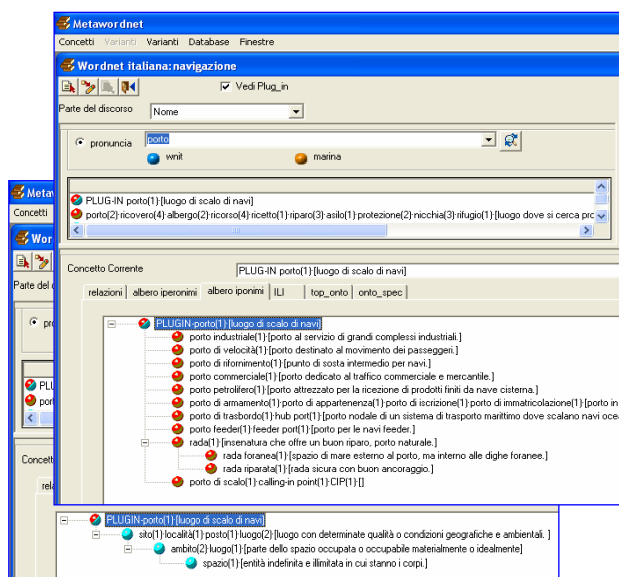 Metawordnet
Concetti Varianti Varianti Database Finestre
Wordnet italiana: navigazione
Vedi Plug_in
Parte del discorso Nome
pronuncia porto
wnit marina
PLUG-IN porto(1)·[luogo di scalo di navi]
porto(2)·ricovero(4)·albergo(2)·ricorso(4)·ricetto(1)·riparo(3)·asilo(1)·protezione(2)·nicchia(3)·rifugio(1)·[luogo dove si cerca pro
Concetto Corrente PLUG-IN porto(1)·[luogo di scalo di navi]
relazioni albero iperonimi albero iponimi ILI top_onto onto_spec
PLUGIN-porto(1)·[luogo di scalo di navi]
porto industriale(1)·[porto al servizio di grandi complessi industriali.]
porto di velocità(1)·[porto destinato al movimento dei passeggeri.]
porto di rifornimento(1)·[punto di sosta intermedio per navi.]
porto commerciale(1)·[porto dedicato al traffico commerciale e mercantile.]
porto petrolifero(1)·[porto attrezzato per la ricezione di prodotti finiti da nave cisterna.]
porto di armamento(1)·porto di appartenenza(1)·porto di iscrizione(1)·porto di immatricolazione(1)·[porto in
porto di trasbordo(1)·hub port(1)·[porto nodale di un sistema di trasporto marittimo dove scalano navi ocea
porto feeder(1)·feeder port(1)·[porto per le navi feeder.]
rada(1)·[insenatura che offre un buon riparo, porto naturale.]
rada foranea(1)·[spazio di mare esterno al porto, ma interno alle dighe foranee.]
rada riparata(1)·[rada sicura con buon ancoraggio.]
porto di scalo(1)·calling-in point(1)·CIP(1)·[]
Metaw
Concetti
Wor
Parte del d
pro
PLU
port
Concett
rela
PLUGIN-porto(1)·[luogo di scalo di navi]
sito(1)·località(1)·posto(1)·luogo(2)·[luogo con determinate qualità o condizioni geografiche e ambientali. ]
ambito(2)·luogo(1)·[parte dello spazio occupata o occupabile materialmente o idealmente]
spazio(1)·[entità indefinita e illimitata in cui stanno i corpi.]